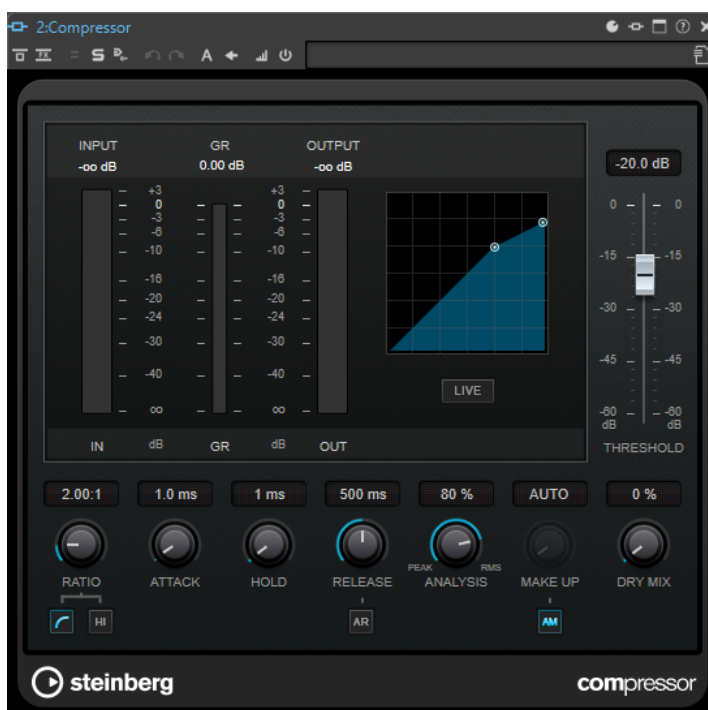 2:Compressor
S A
INPUT GR OUTPUT
-oo dB 0.00 dB -oo dB
-20.0 dB
+3 +3
0 0 0 0
-3 -3
-6 -6
-10 -10
-15 -15
-16 -16
-20 -20
-24 -24
-30 -30 -30 -30
-40 -40
-45 -45
∞ ∞
-60 -60
dB dB
LIVE
IN dB GR dB OUT
THRESHOLD
2.00:1 1.0 ms 1 ms 500 ms 80 % AUTO 0 %
PEAK RMS
RATIO ATTACK HOLD RELEASE ANALYSIS MAKE UP DRY MIX
HI AR AM
steinberg compressor